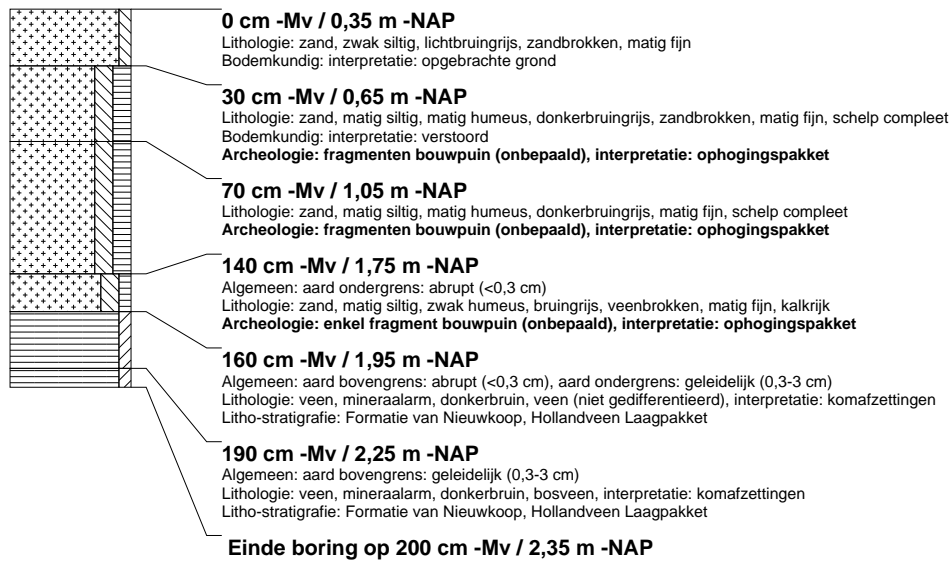 0 cm -Mv / 0,35 m -NAP
Lithologie: zand, zwak siltig, lichtbruingrijs, zandbrokken, matig fijn
Bodemkundig: interpretatie: opgebrachte grond
30 cm -Mv / 0,65 m -NAP
Lithologie: zand, matig siltig, matig humeus, donkerbruingrijs, zandbrokken, matig fijn, schelp compleet
Bodemkundig: interpretatie: verstoord
Archeologie: fragmenten bouwpuin (onbepaald), interpretatie: ophogingspakket
70 cm -Mv / 1,05 m -NAP
Lithologie: zand, matig siltig, matig humeus, donkerbruingrijs, matig fijn, schelp compleet
Archeologie: fragmenten bouwpuin (onbepaald), interpretatie: ophogingspakket
140 cm -Mv / 1,75 m -NAP
Algemeen: aard ondergrens: abrupt (<0,3 cm)
Lithologie: zand, matig siltig, zwak humeus, bruingrijs, veenbrokken, matig fijn, kalkrijk
Archeologie: enkel fragment bouwpuin (onbepaald), interpretatie: ophogingspakket
160 cm -Mv / 1,95 m -NAP
Algemeen: aard bovengrens: abrupt (<0,3 cm), aard ondergrens: geleidelijk (0,3-3 cm)
Lithologie: veen, mineraalarm, donkerbruin, veen (niet gedifferentieerd), interpretatie: komafzettingen
Litho-stratigrafie: Formatie van Nieuwkoop, Hollandveen Laagpakket
190 cm -Mv / 2,25 m -NAP
Algemeen: aard bovengrens: geleidelijk (0,3-3 cm)
Lithologie: veen, mineraalarm, donkerbruin, bosveen, interpretatie: komafzettingen
Litho-stratigrafie: Formatie van Nieuwkoop, Hollandveen Laagpakket
Einde boring op 200 cm -Mv / 2,35 m -NAP